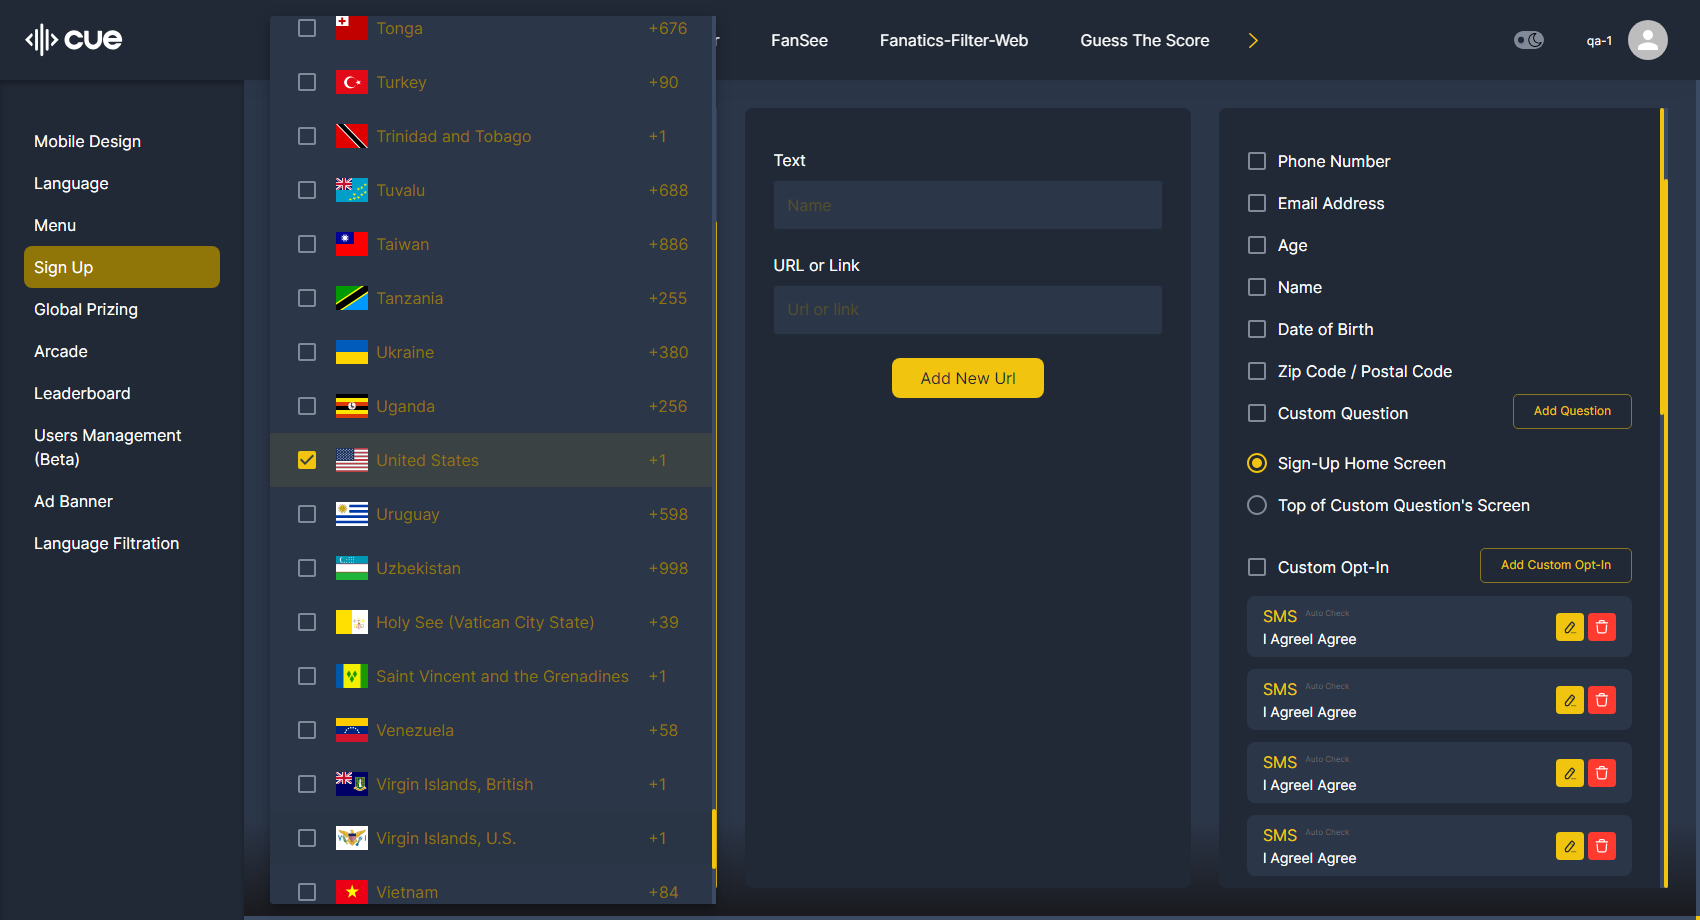 cue
r
FanSee
Fanatics-Filter-Web
Guess The Score
qa-1
Mobile Design
Language
Menu
Sign Up
Global Prizing
Arcade
Leaderboard
Users Management
(Beta)
Ad Banner
Language Filtration
Tonga +676
Turkey +90
Trinidad and Tobago +1
Tuvalu +688
Taiwan +886
Tanzania +255
Ukraine +380
Uganda +256
United States +1
Uruguay +598
Uzbekistan +998
Holy See (Vatican City State) +39
Saint Vincent and the Grenadines +1
Venezuela +58
Virgin Islands, British +1
Virgin Islands, U.S. +1
Vietnam +84
Text
Name
URL or Link
Url or link
Add New Url
Phone Number
Email Address
Age
Name
Date of Birth
Zip Code / Postal Code
Custom Question
Add Question
Sign-Up Home Screen
Top of Custom Question's Screen
Custom Opt-In
Add Custom Opt-In
SMS Auto Check
I AgreeI Agree
SMS Auto Check
I AgreeI Agree
SMS Auto Check
I AgreeI Agree
SMS Auto Check
I AgreeI Agree